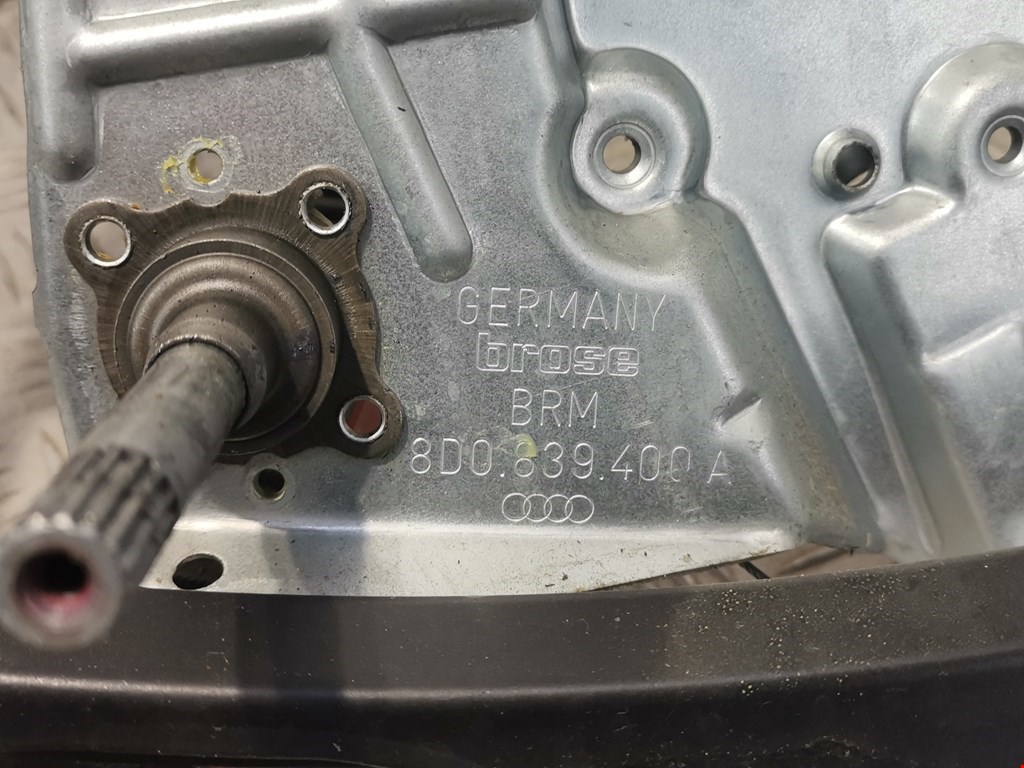 GERMANY
brose
BRM
8D0.839.400 A